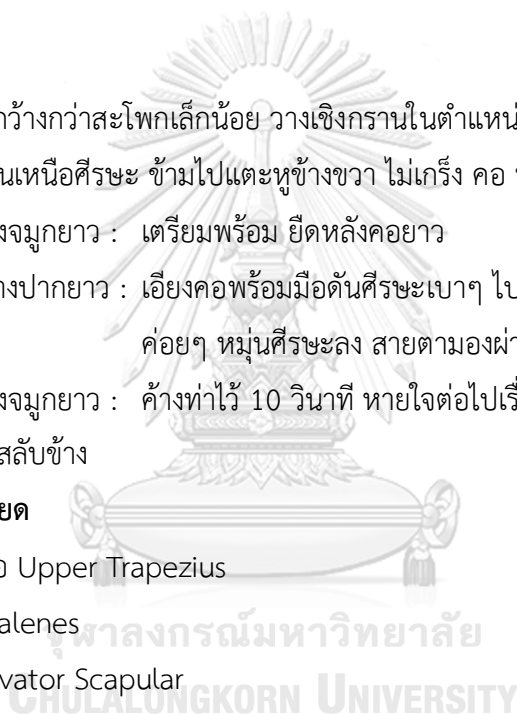 กว้างกว่าสะโพกเล็กน้อย วางเชิงกรานในตำแหน่
นเหนือศีรษะ ข้ามไปแตะหูข้างขวา ไม่เกร็ง คอ
งจมูกยาว : เตรียมพร้อม ยืดหลังคอยาว
างปากยาว : เอียงคอพร้อมมือดันศีรษะเบาๆ ไป
ค่อยๆ หมุ่นศีรษะลง สายตามองผ่า
งจมูกยาว : ค้างท่าไว้ 10 วินาที หายใจต่อไปเรื่
สลับข้าง
ยด
อ Upper Trapezius
alenes
vator Scapular
จุฬาลงกรณ์มหาวิทยาลัย
CHULALONGKORN UNIVERSITY